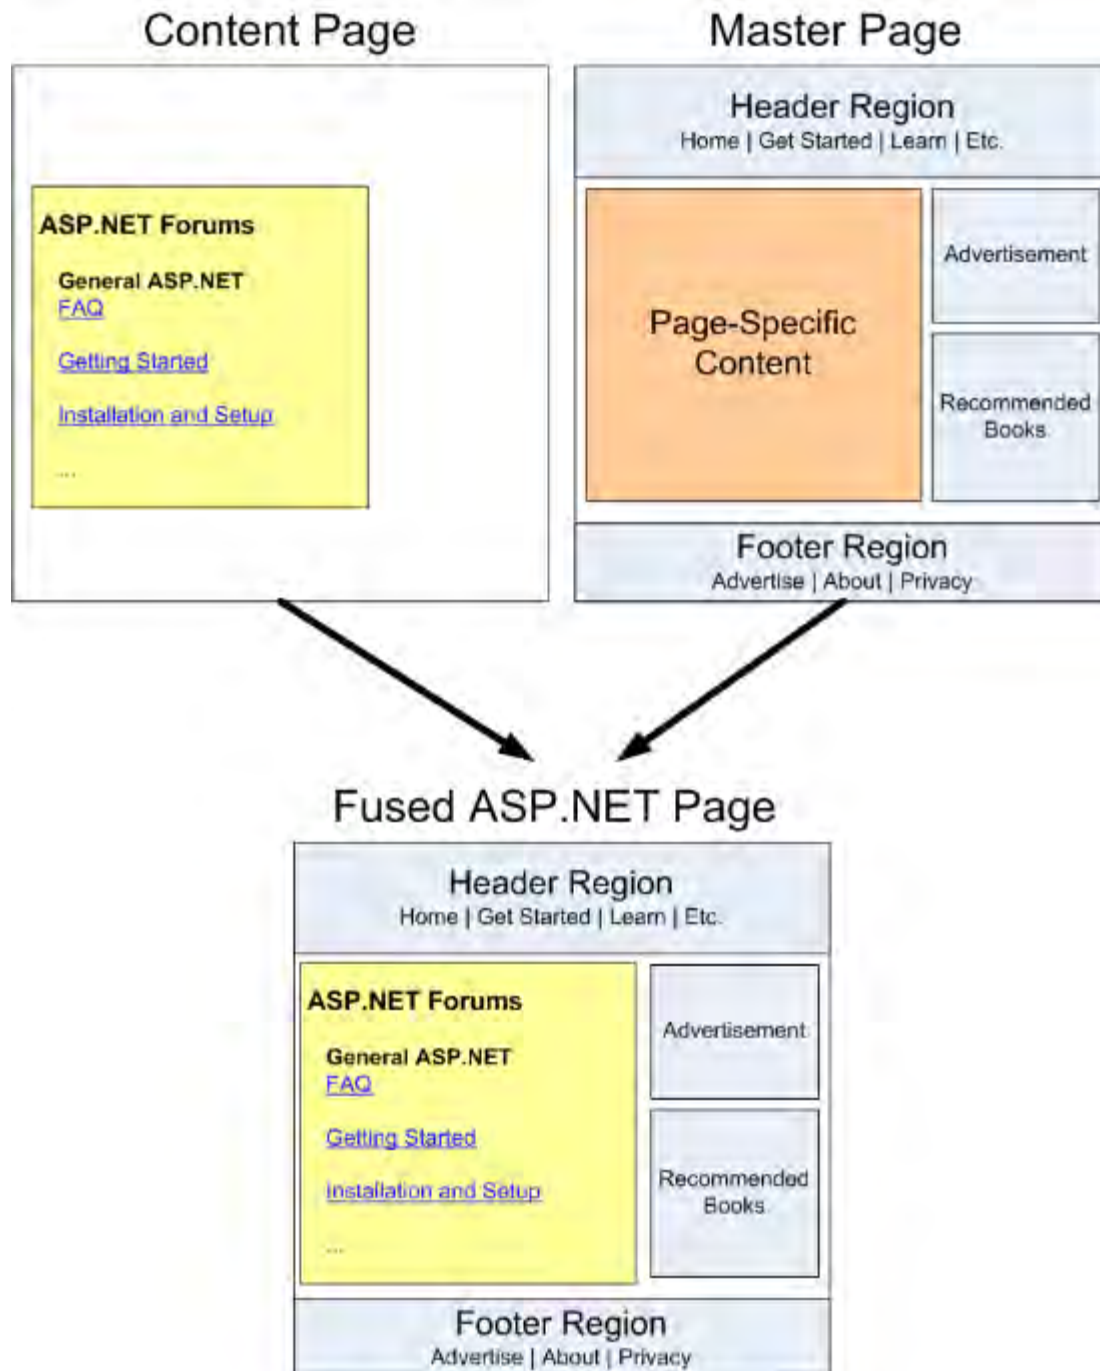 Content Page
Master Page
ASP.NET Forums
General ASP.NET
FAQ
Getting Started
Installation and Setup
...
Header Region
Home | Get Started | Learn | Etc.
Page-Specific
Content
Advertisement
Recommended
Books
Footer Region
Advertise | About | Privacy
Fused ASP.NET Page
Header Region
Home | Get Started | Learn | Etc.
ASP.NET Forums
General ASP.NET
FAQ
Getting Started
Installation and Setup
...
Advertisement
Recommended
Books
Footer Region
Advertise | About | Privacy